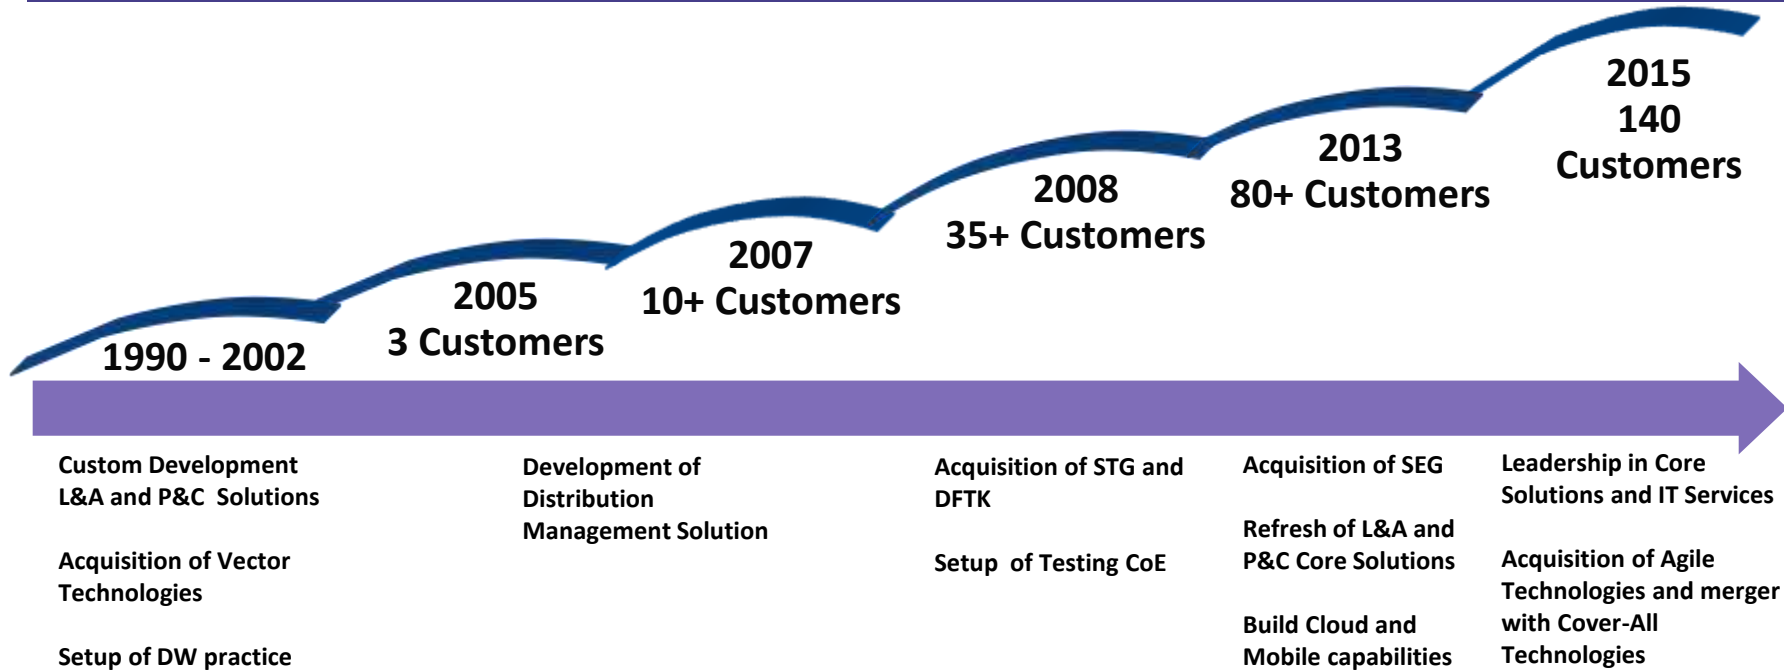 2015
140
Customers
2013
80+ Customers
2008
35+ Customers
2007
10+ Customers
2005
3 Customers
1990 - 2002
Custom Development
L&A and P&C  Solutions
Acquisition of Vector
Technologies
Setup of DW practice
Development of
Distribution
Management Solution
Acquisition of STG and
DFTK
Setup  of Testing CoE
Acquisition of SEG
Refresh of L&A and
P&C Core Solutions
Build Cloud and
Mobile capabilities
Leadership in Core
Solutions and IT Services
Acquisition of Agile
Technologies and merger
with Cover-All
Technologies